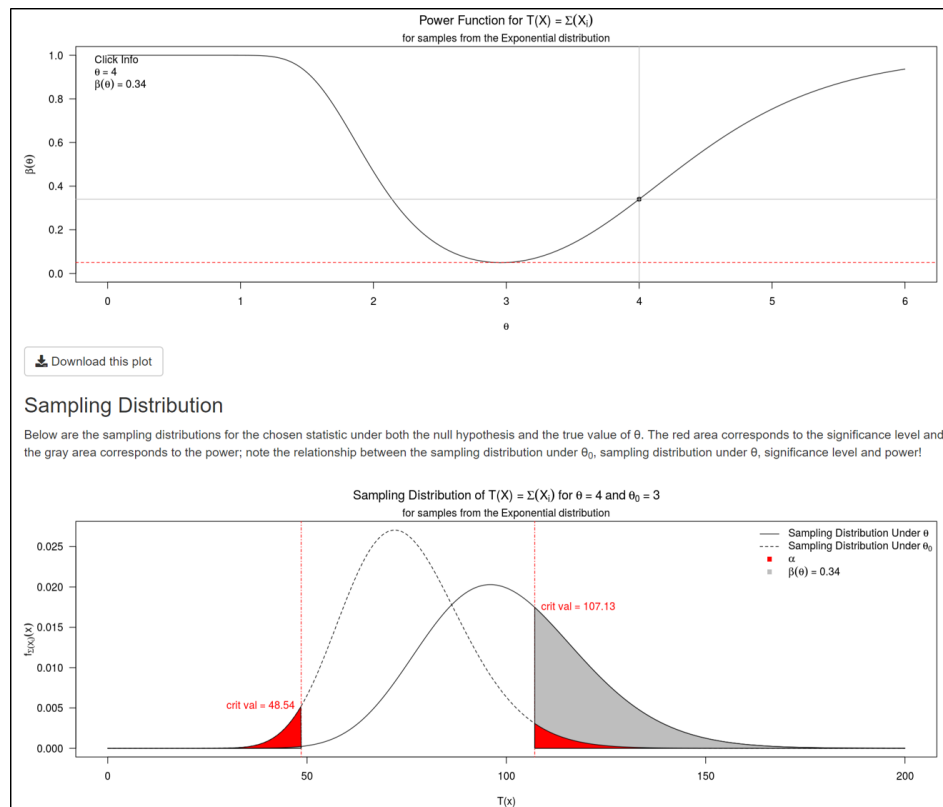 Power Function for T(X) = Σ(Xᵢ)
for samples from the Exponential distribution
Click Info
θ = 4
β(θ) = 0.34
1.0
0.8
0.6
0.4
0.2
0.0
β(θ)
0 1 2 3 4 5 6
θ
Download this plot
Sampling Distribution
Below are the sampling distributions for the chosen statistic under both the null hypothesis and the true value of θ. The red area corresponds to the significance level and
the gray area corresponds to the power; note the relationship between the sampling distribution under θ₀, sampling distribution under θ, significance level and power!
Sampling Distribution of T(X) = Σ(Xᵢ) for θ = 4 and θ₀ = 3
for samples from the Exponential distribution
Sampling Distribution Under θ
Sampling Distribution Under θ₀
α
β(θ) = 0.34
0.025
0.020
0.015
0.010
0.005
0.000
f_Σ(Xᵢ)(x)
crit val = 107.13
crit val = 48.54
0 50 100 150 200
T(x)